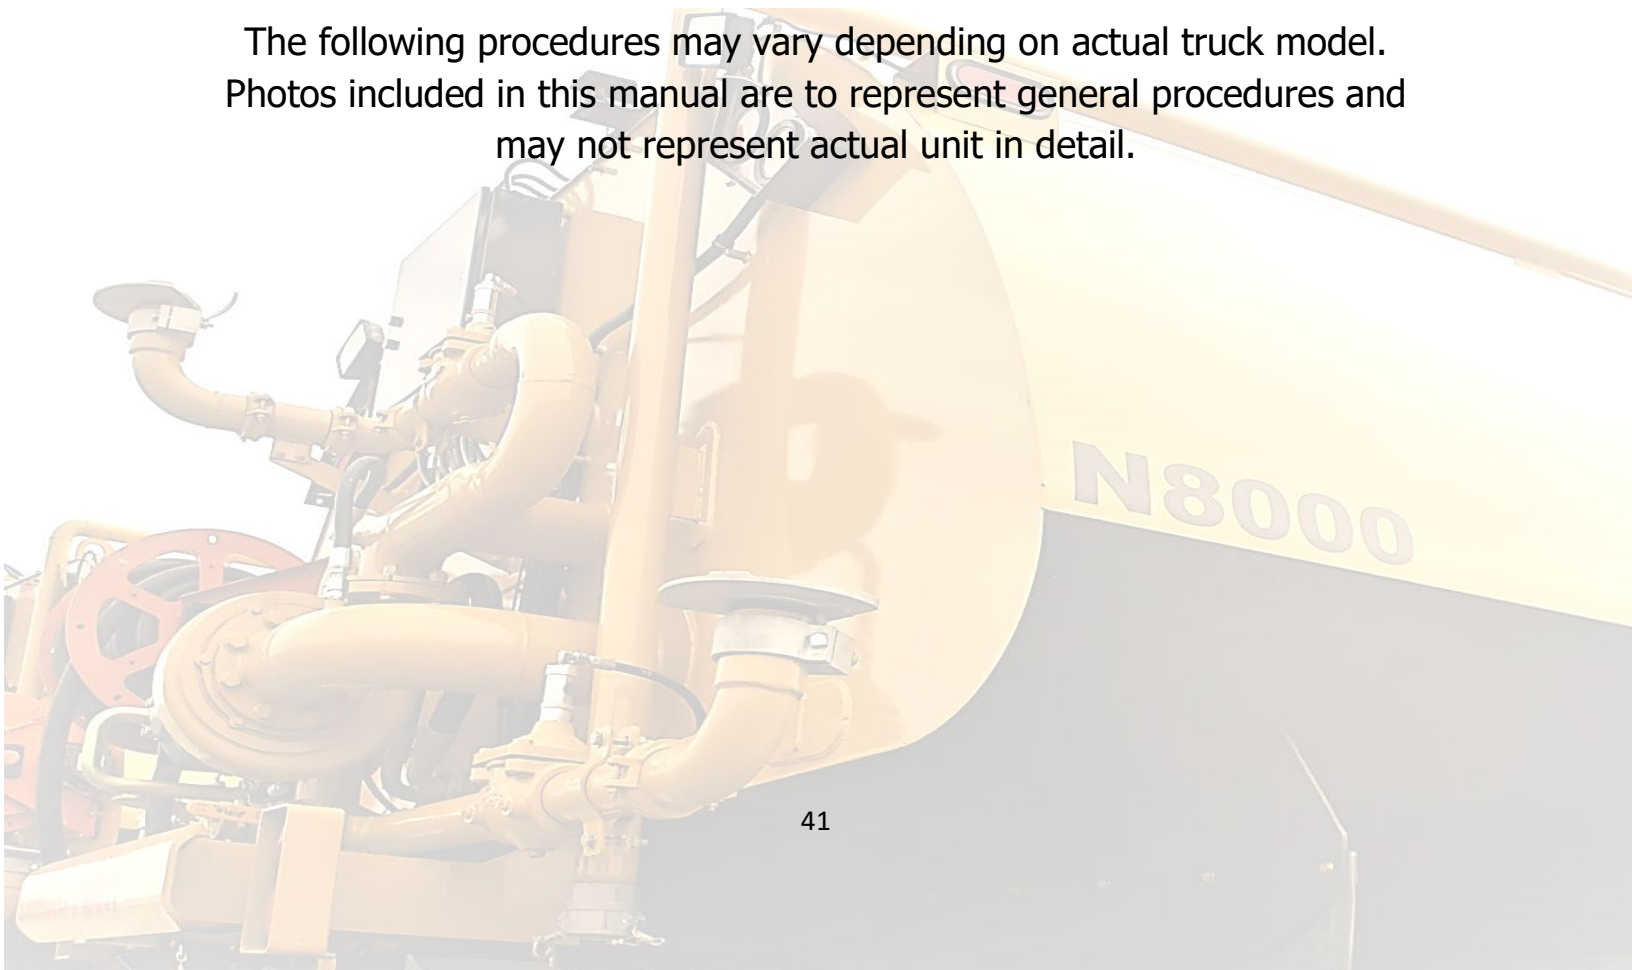 The following procedures may vary depending on actual truck model.
Photos included in this manual are to represent general procedures and
may not represent actual unit in detail.
N8000
41